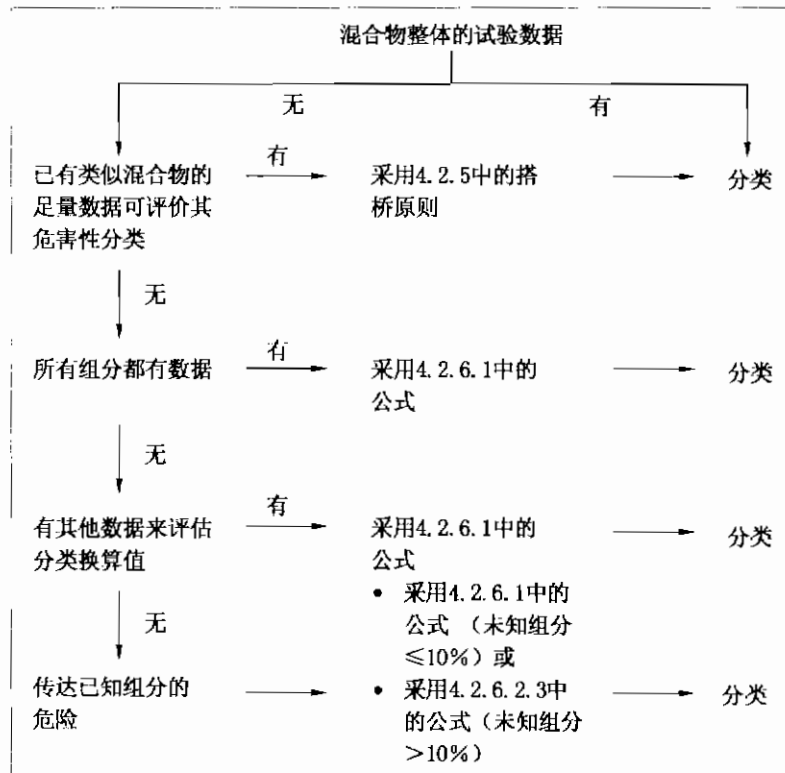 混合物整体的试验数据
无
有
已有类似混合物的
足量数据可评价其
危害性分类
有
采用4.2.5中的搭
桥原则
分类
无
所有组分都有数据
有
采用4.2.6.1中的
公式
分类
无
有其他数据来评估
分类换算值
有
采用4.2.6.1中的
公式
分类
无
传达已知组分的
危险
• 采用4.2.6.1中的
公式（未知组分
≤10%）或
• 采用4.2.6.2.3中
的公式（未知组分
>10%）
分类